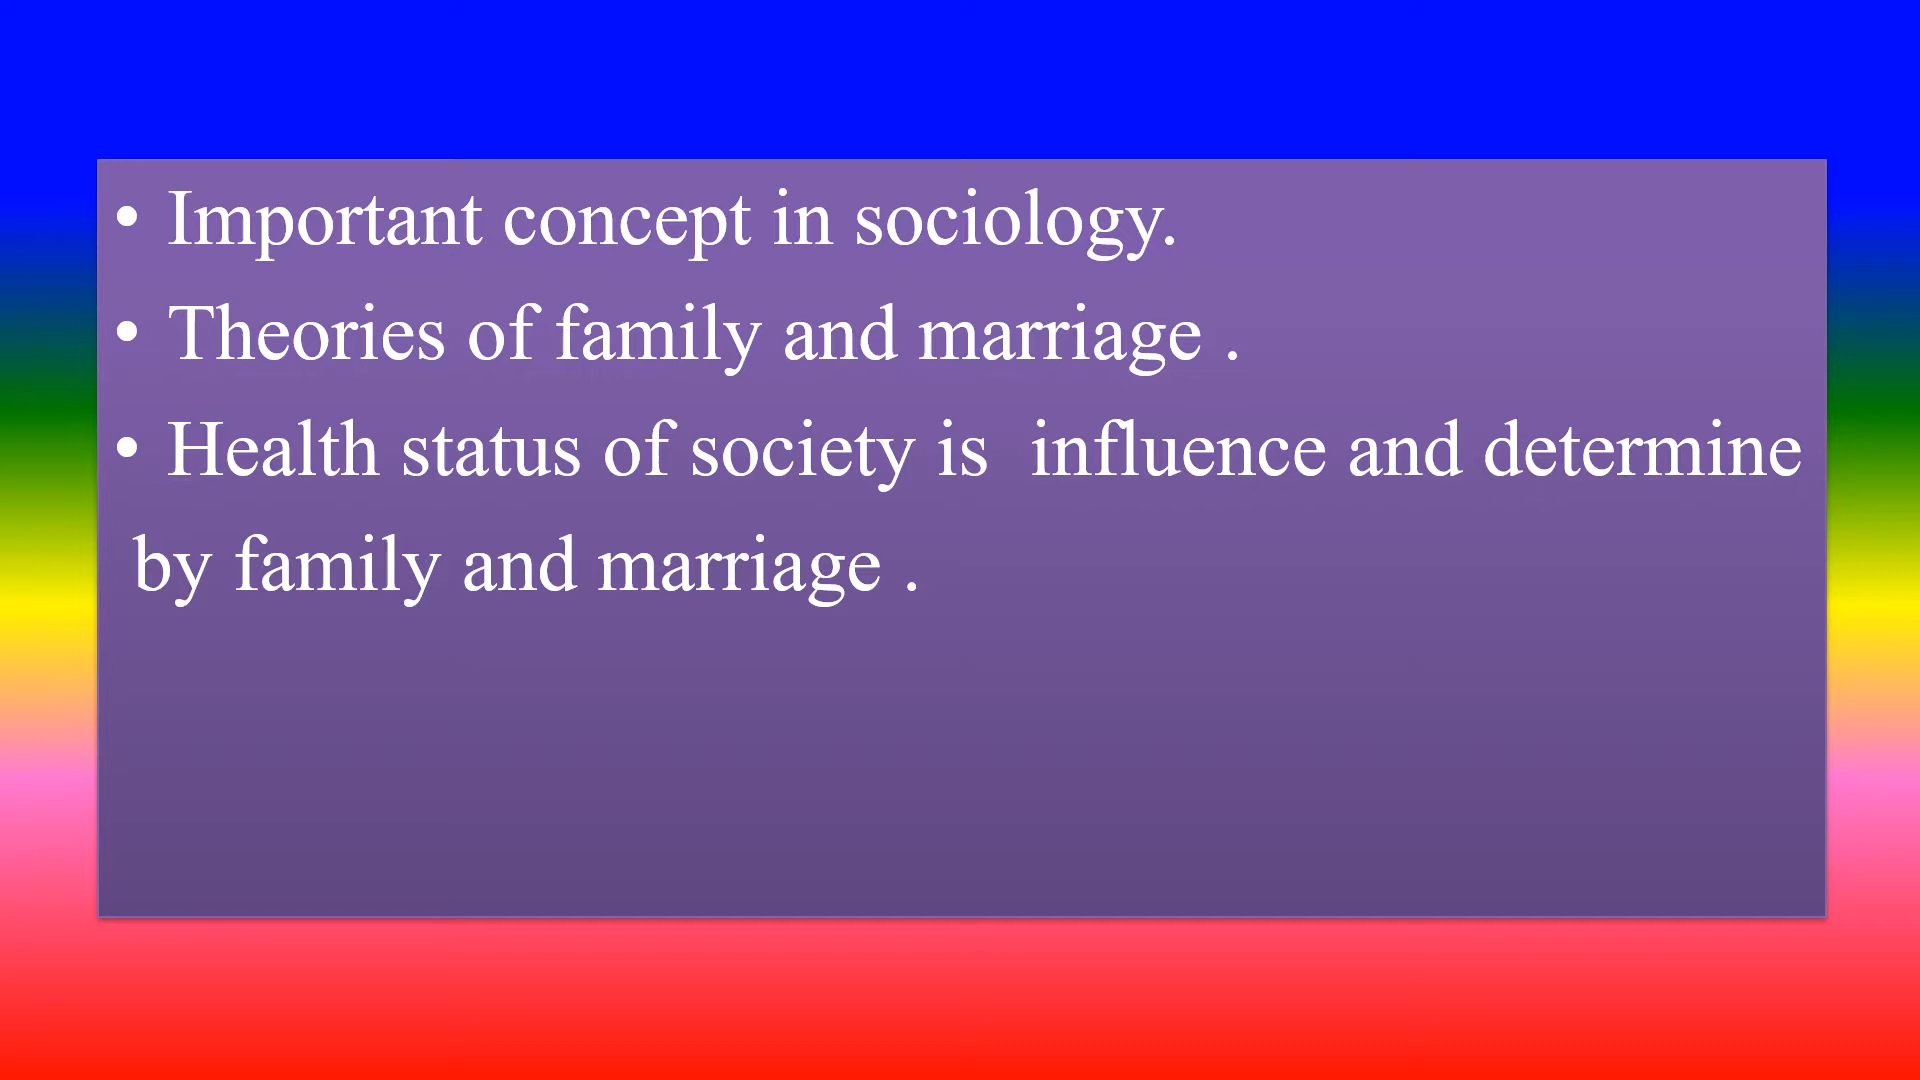 • Important concept in sociology.
• Theories of family and marriage .
• Health status of society is  influence and determine
by family and marriage .